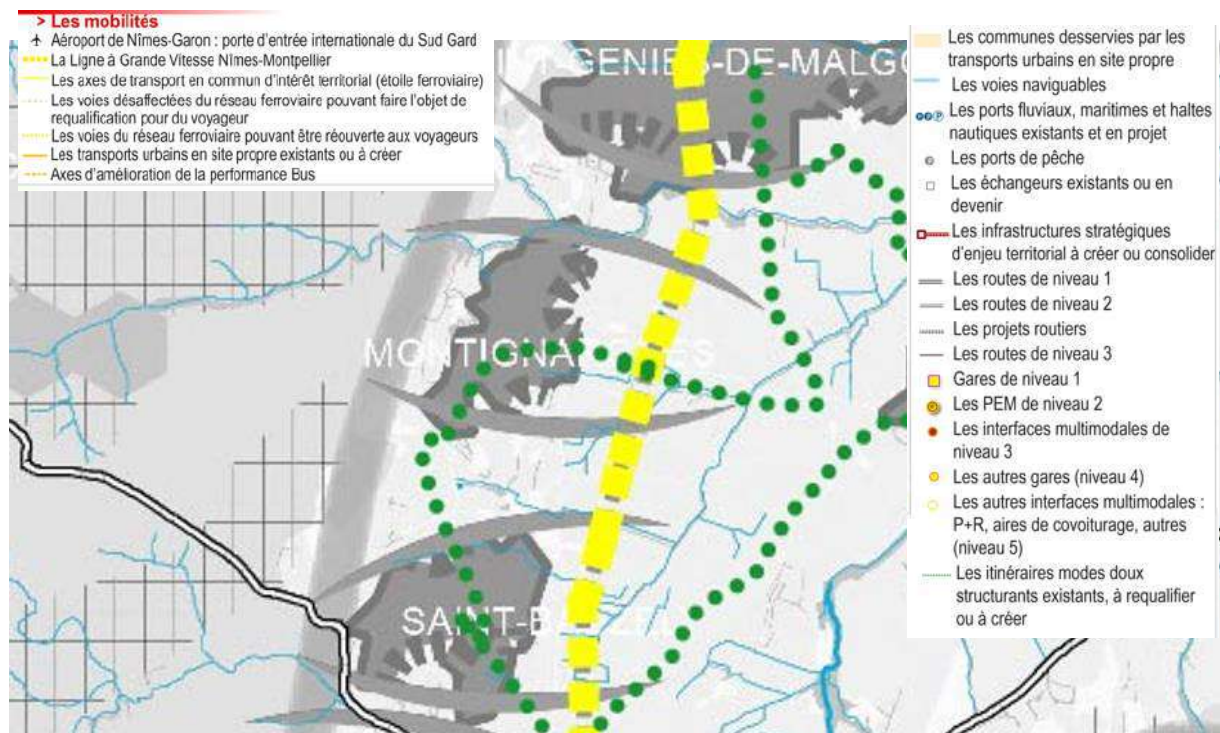 > Les mobilités
Aéroport de Nîmes-Garon : porte d'entrée internationale du Sud Gard
La Ligne à Grande Vitesse Nîmes-Montpellier
Les axes de transport en commun d'intérêt territorial (étoile ferroviaire)
Les voies désaffectées du réseau ferroviaire pouvant faire l'objet de
requalification pour du voyageur
Les voies du réseau ferroviaire pouvant être réouverte aux voyageurs
Les transports urbains en site propre existants ou à créer
Axes d'amélioration de la performance Bus
Les communes desservies par les
transports urbains en site propre
Les voies naviguables
Les ports fluviaux, maritimes et haltes
nautiques existants et en projet
Les ports de pêche
Les échangeurs existants ou en
devenir
Les infrastructures stratégiques
d'enjeu territorial à créer ou consolider
Les routes de niveau 1
Les routes de niveau 2
Les projets routiers
Les routes de niveau 3
Gares de niveau 1
Les PEM de niveau 2
Les interfaces multimodales de
niveau 3
Les autres gares (niveau 4)
Les autres interfaces multimodales :
P+R, aires de covoiturage, autres
(niveau 5)
Les itinéraires modes doux
structurants existants, à requalifier
ou à créer